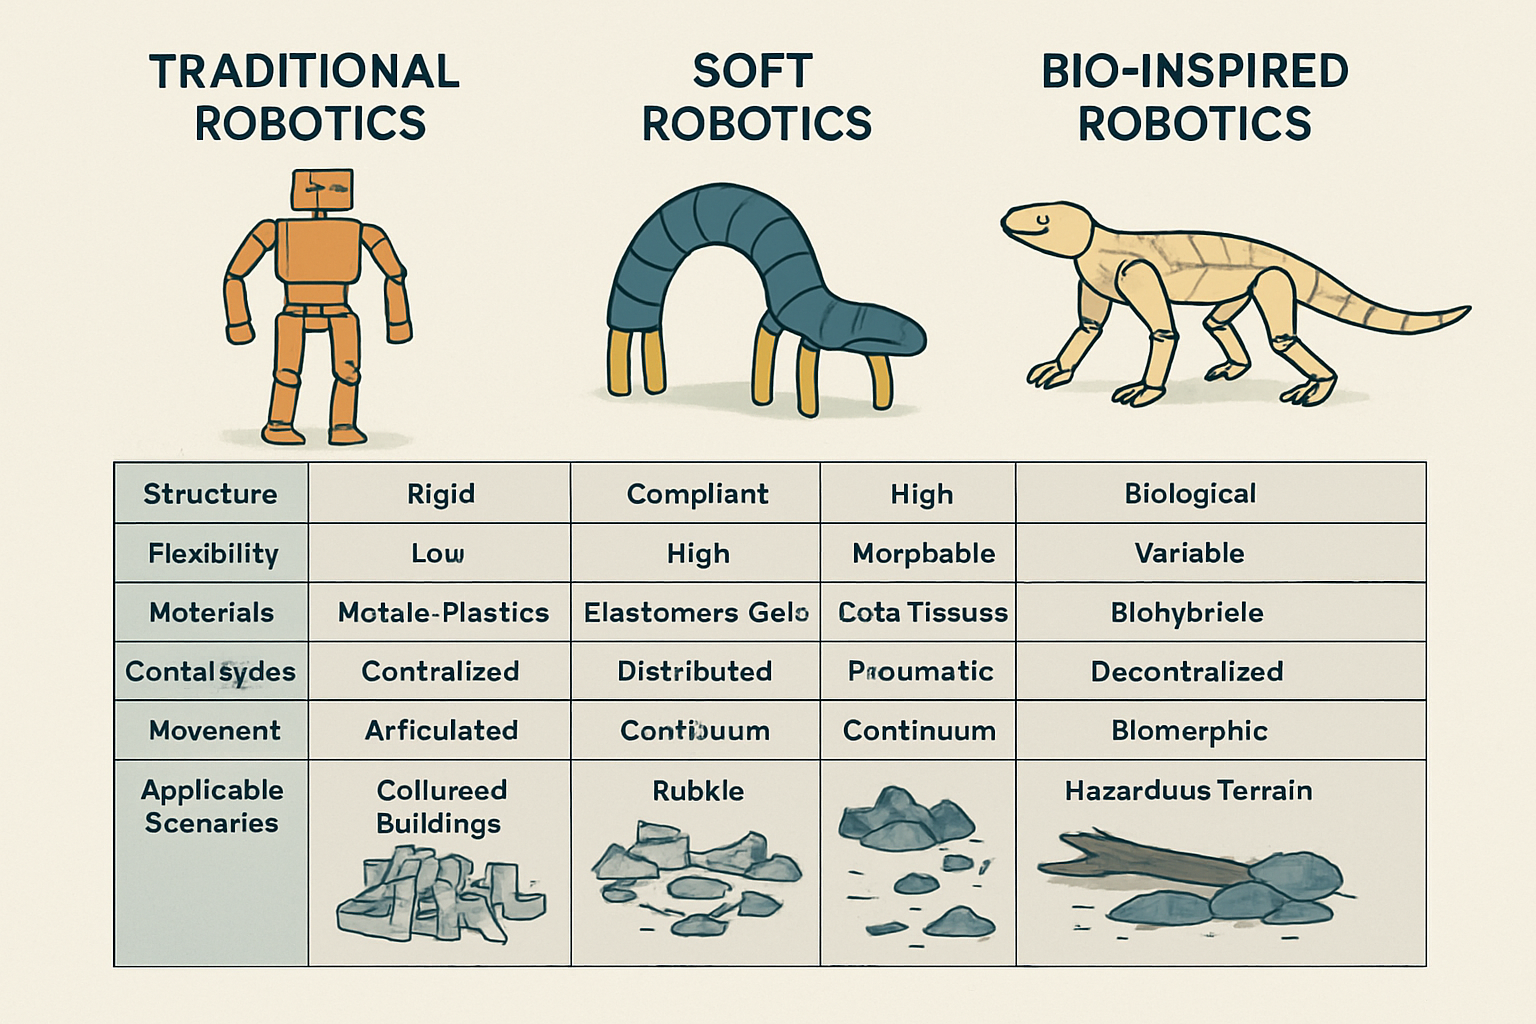 TRADITIONAL
ROBOTICS
SOFT
ROBOTICS
BIO-INSPIRED
ROBOTICS
Structure Rigid Compliant High Biological
Flexibility Low High Morpbable Variable
Moterials Motale-Plastics Elastomers Gelo Cota Tissuss Blohybriele
Contalsydes Contralized Distributed Proumatic Decontralized
Movenent Arficulated Contibuum Continuum Blomerphic
Applicable Collureed Rubkle Hazarduus Terrain
Scenaries Buildings